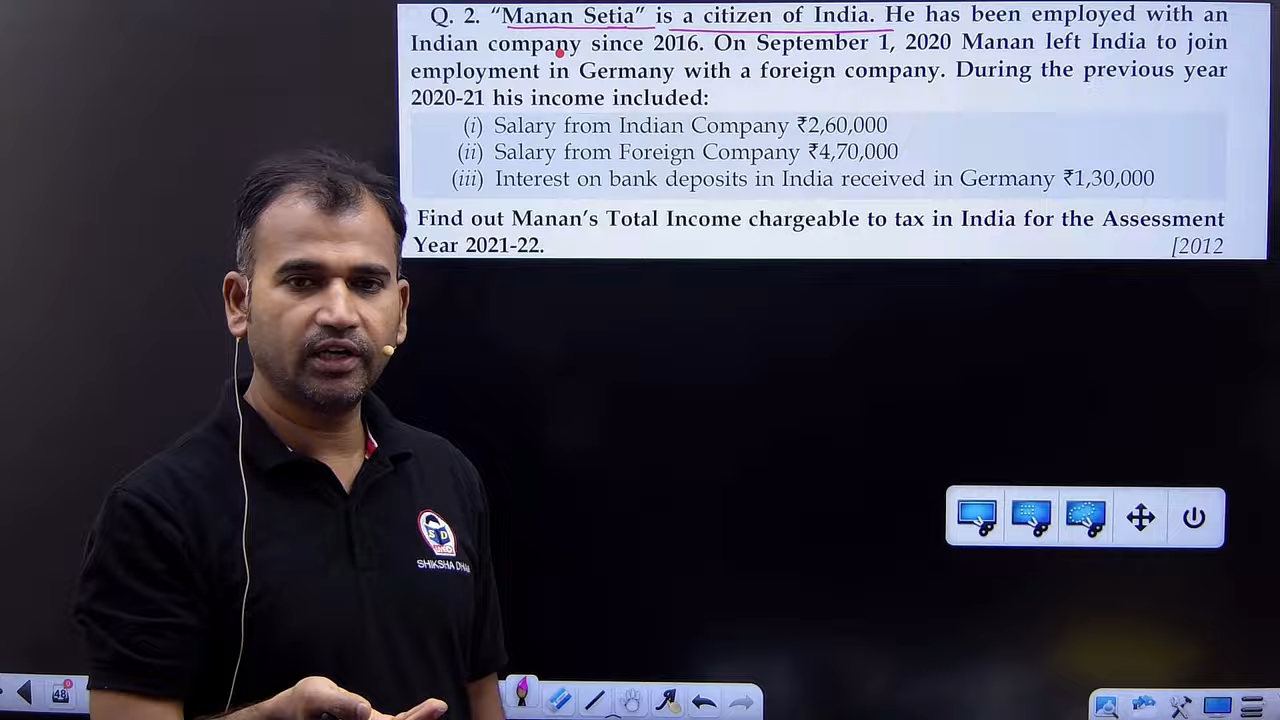 Q. 2. “Manan Setia” is a citizen of India. He has been employed with an
Indian company since 2016. On September 1, 2020 Manan left India to join
employment in Germany with a foreign company. During the previous year
2020-21 his income included:
(i) Salary from Indian Company ₹2,60,000
(ii) Salary from Foreign Company ₹4,70,000
(iii) Interest on bank deposits in India received in Germany ₹1,30,000
Find out Manan’s Total Income chargeable to tax in India for the Assessment
Year 2021-22.
[2012
S D
SHIKSHA DHAM
48